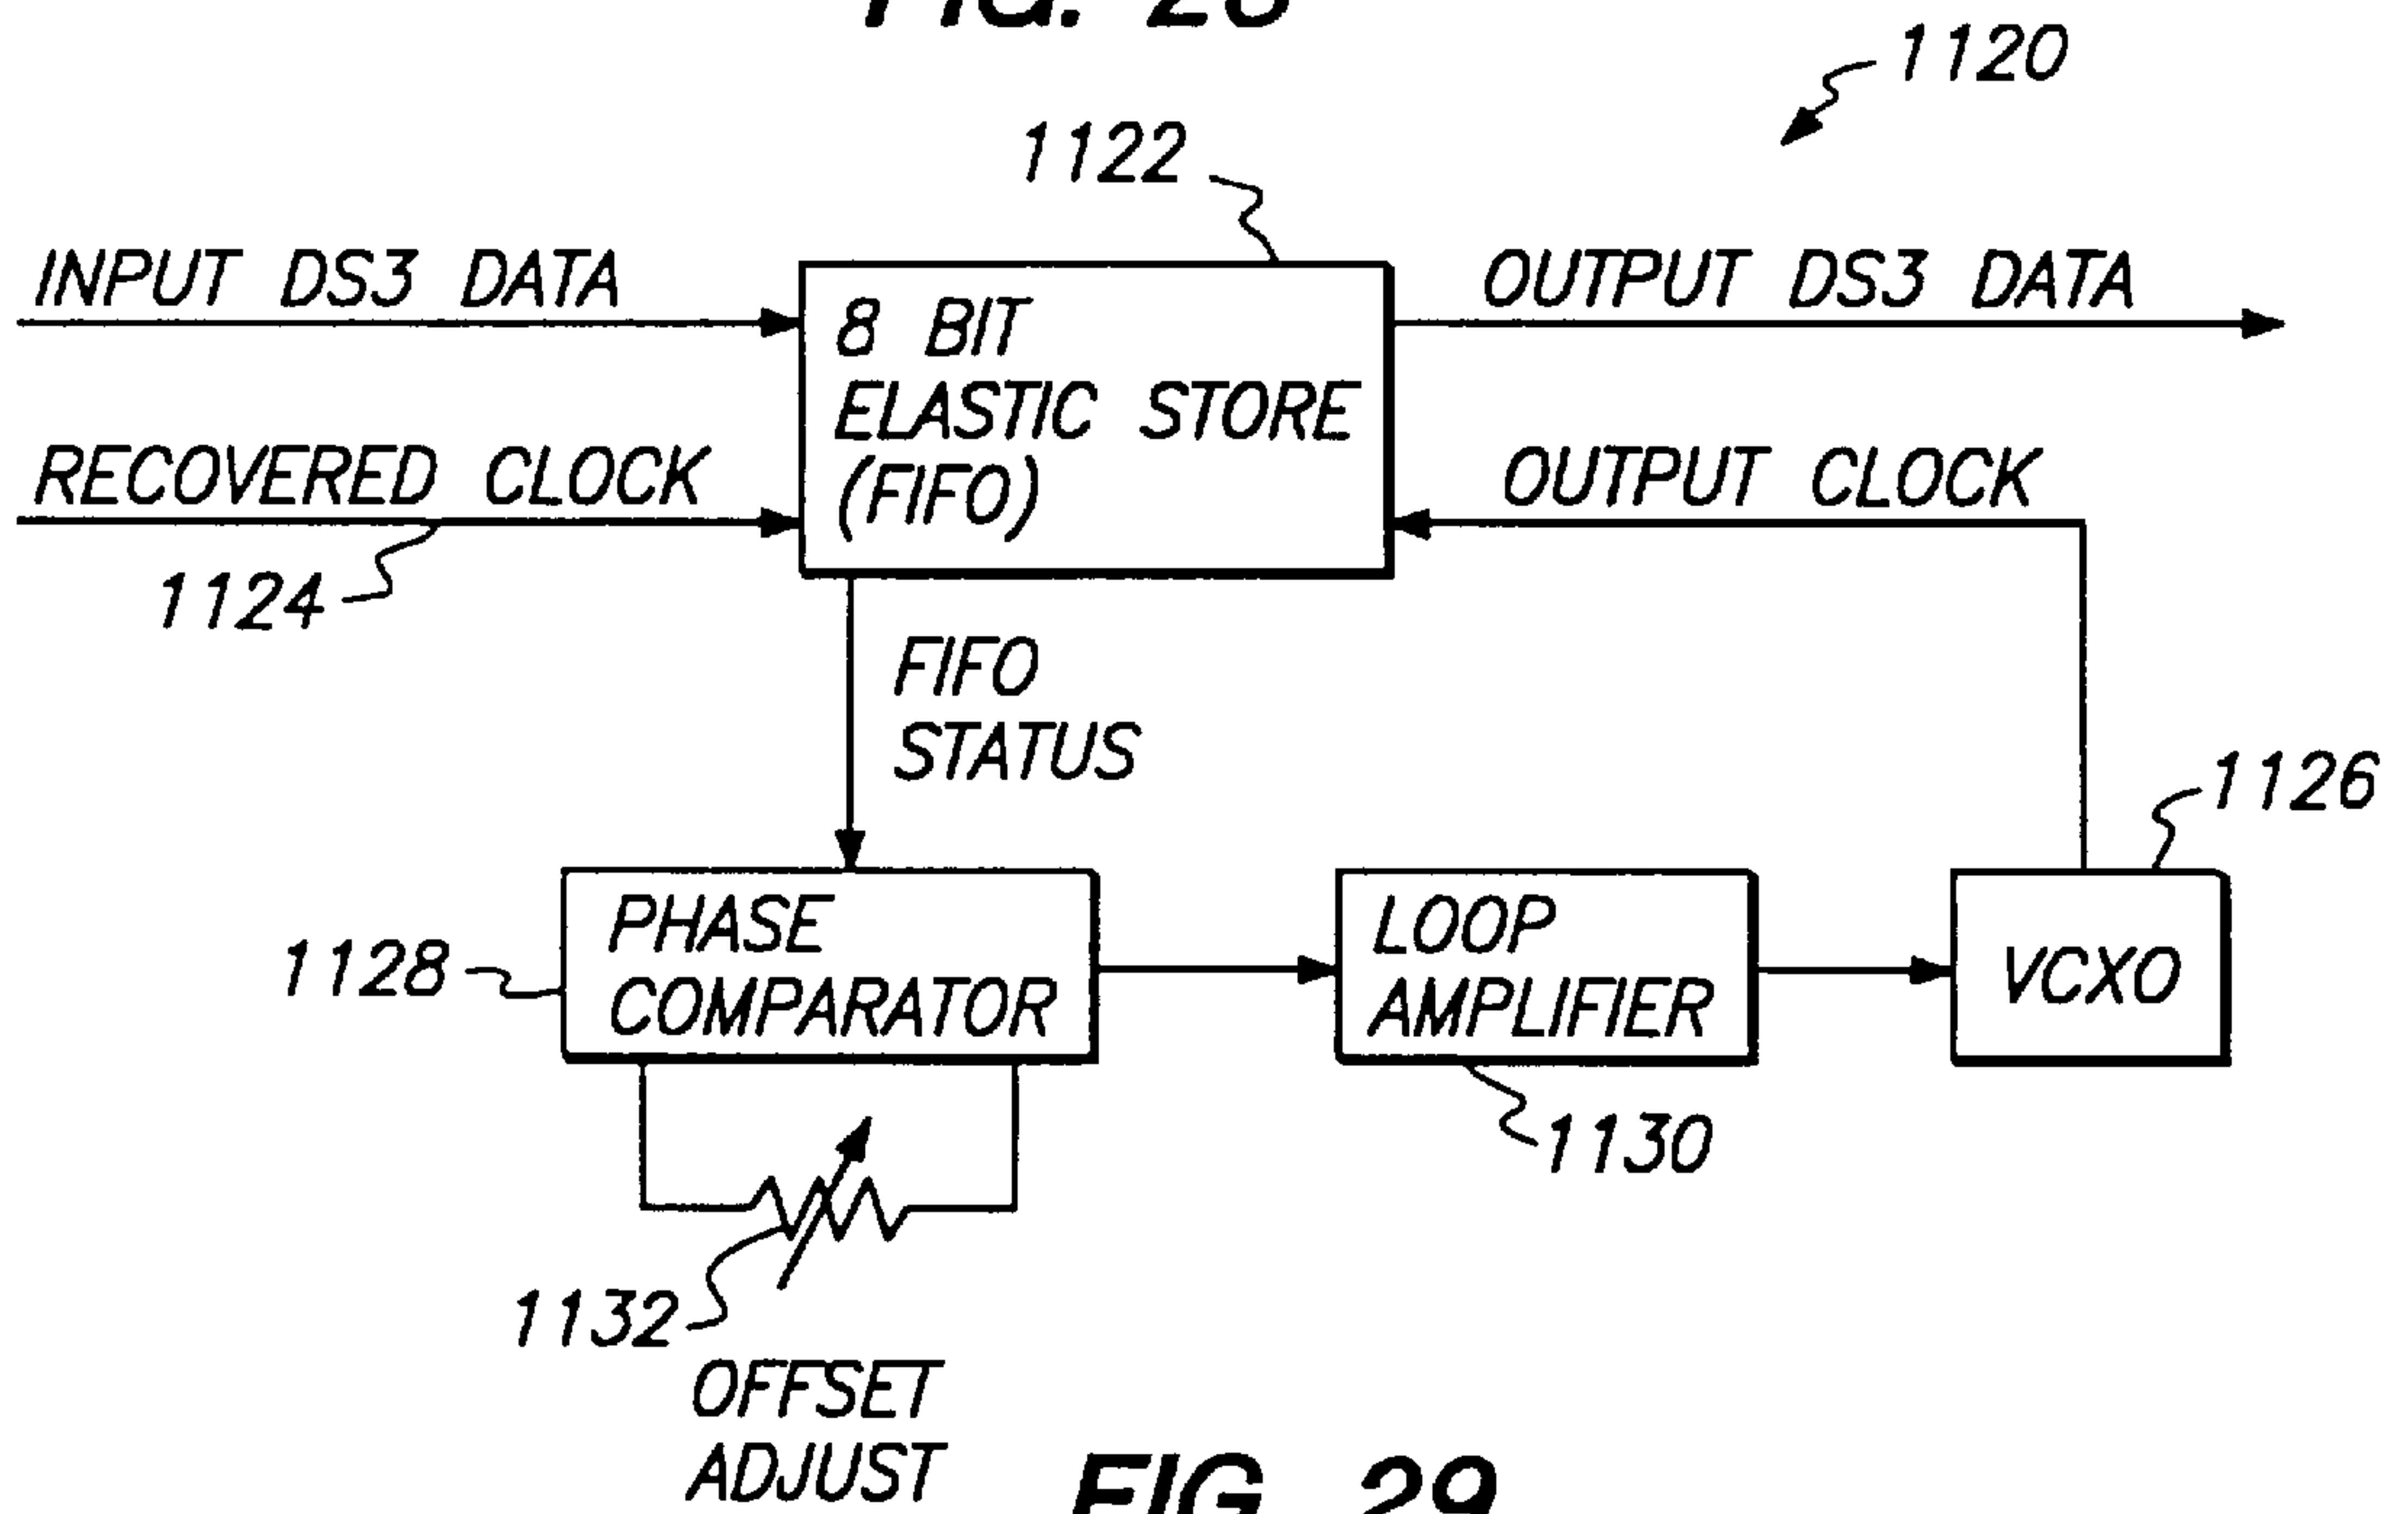 1120
1122
INPUT DS3 DATA
8 BIT
ELASTIC STORE
(FIFO)
OUTPUT DS3 DATA
RECOVERED CLOCK
OUTPUT CLOCK
1124
FIFO
STATUS
1126
1128
PHASE
COMPARATOR
LOOP
AMPLIFIER
VCXO
1130
1132
OFFSET
ADJUST
FIG. 29